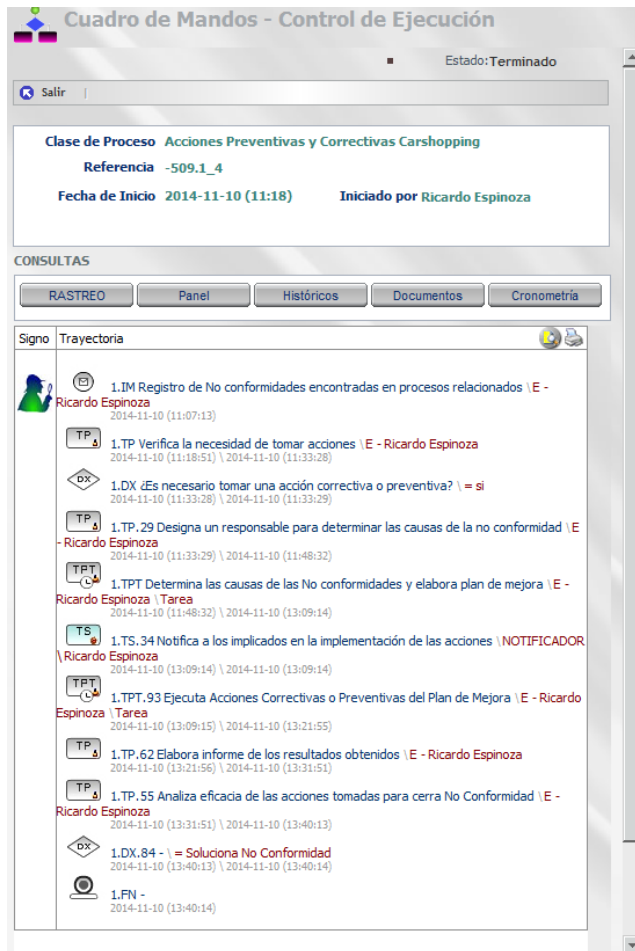 Cuadro de Mandos - Control de Ejecución
Estado:Terminado
Salir |
Clase de Proceso Acciones Preventivas y Correctivas Carshopping
Referencia -509.1_4
Fecha de Inicio 2014-11-10 (11:18) Iniciado por Ricardo Espinoza
CONSULTAS
RASTREO Panel Históricos Documentos Cronometría
Signo Trayectoria
1.IM Registro de No conformidades encontradas en procesos relacionados \E -
Ricardo Espinoza
2014-11-10 (11:07:13)
TP 1.TP Verifica la necesidad de tomar acciones \E - Ricardo Espinoza
2014-11-10 (11:18:51) \ 2014-11-10 (11:33:28)
DX 1.DX ¿Es necesario tomar una acción correctiva o preventiva? \ = si
2014-11-10 (11:33:28) \ 2014-11-10 (11:33:29)
TP 1.TP.29 Designa un responsable para determinar las causas de la no conformidad \E
- Ricardo Espinoza
2014-11-10 (11:33:29) \ 2014-11-10 (11:48:32)
TPT 1.TPT Determina las causas de las No conformidades y elabora plan de mejora \E -
Ricardo Espinoza \Tarea
2014-11-10 (11:48:32) \ 2014-11-10 (13:09:14)
TS 1.TS.34 Notifica a los implicados en la implementación de las acciones \NOTIFICADOR
\Ricardo Espinoza
2014-11-10 (13:09:14) \ 2014-11-10 (13:09:14)
TPT 1.TPT.93 Ejecuta Acciones Correctivas o Preventivas del Plan de Mejora \E - Ricardo
Espinoza \Tarea
2014-11-10 (13:09:15) \ 2014-11-10 (13:21:55)
TP 1.TP.62 Elabora informe de los resultados obtenidos \E - Ricardo Espinoza
2014-11-10 (13:21:56) \ 2014-11-10 (13:31:51)
TP 1.TP.55 Analiza eficacia de las acciones tomadas para cerra No Conformidad \E -
Ricardo Espinoza
2014-11-10 (13:31:51) \ 2014-11-10 (13:40:13)
DX 1.DX.84 - \ = Soluciona No Conformidad
2014-11-10 (13:40:13) \ 2014-11-10 (13:40:14)
1.FN -
2014-11-10 (13:40:14)